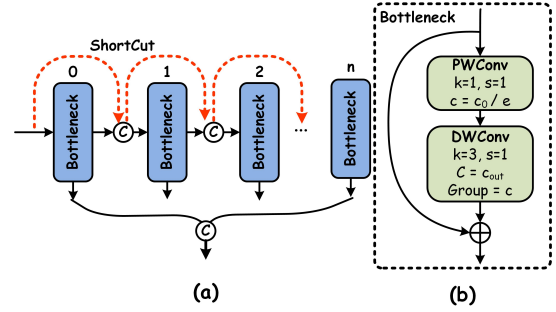 ShortCut
0
1
2
n
Bottleneck
Bottleneck
Bottleneck
Bottleneck
C
C
...
C
(a)
Bottleneck
PWConv
k=1, s=1
c = c₀ / e
DWConv
k=3, s=1
C = cₒᵤₜ
Group = c
(b)